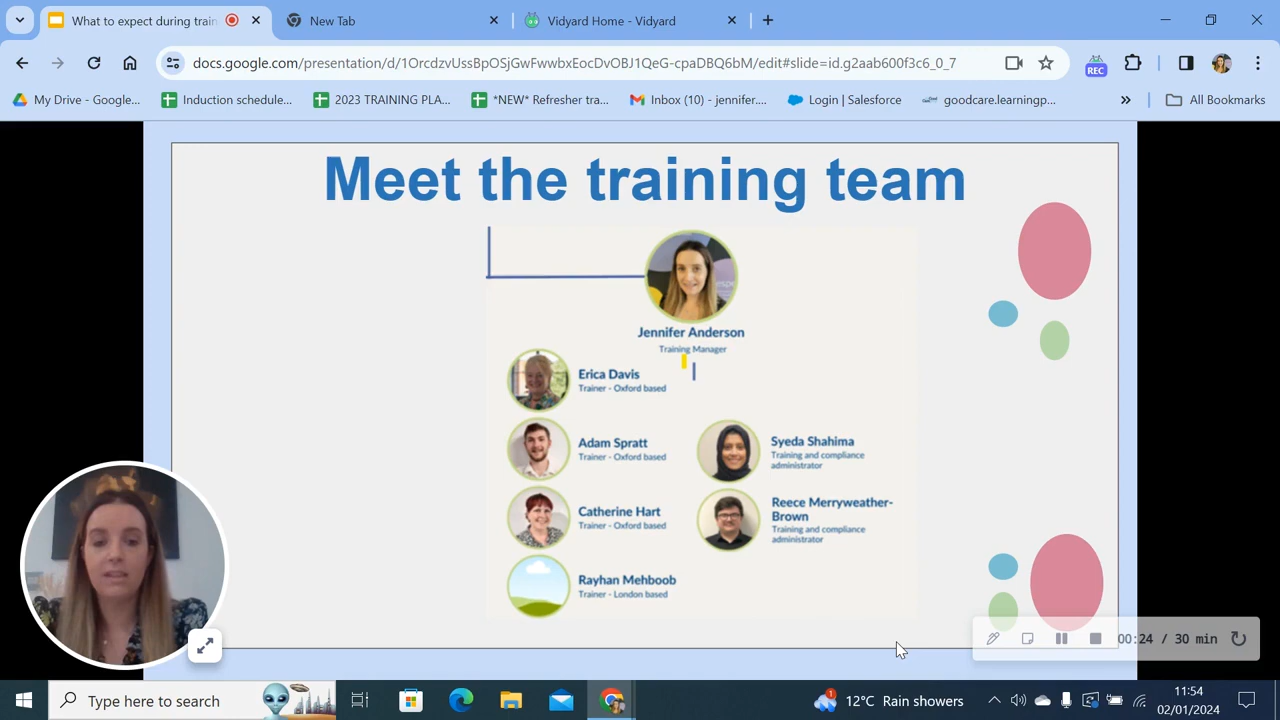 What to expect during train
New Tab
Vidyard Home - Vidyard
docs.google.com/presentation/d/1OrcdzvUssBpOSjGwFwwbxEocDvOBJ1QeG-cpaDBQ6bM/edit#slide=id.g2aab600f3c6_0_7
REC
My Drive - Google...
Induction schedule...
2023 TRAINING PLA...
*NEW* Refresher tra...
Inbox (10) - jennifer....
Login | Salesforce
goodcare.learningp...
All Bookmarks
Meet the training team
Jennifer Anderson
Training Manager
Erica Davis
Trainer - Oxford based
Adam Spratt
Trainer - Oxford based
Syeda Shahima
Training and compliance
administrator
Catherine Hart
Trainer - Oxford based
Reece Merryweather-
Brown
Training and compliance
administrator
Rayhan Mehboob
Trainer - London based
00:24 / 30 min
Type here to search
1
12°C Rain showers
11:54
02/01/2024